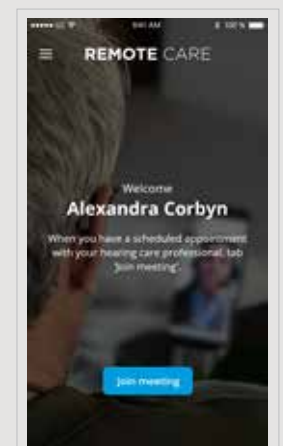 9:41 AM 100%
REMOTE CARE
Welcome
Alexandra Corbyn
When you have a scheduled appointment
with your hearing care professional, tab
'Join meeting'.
Join meeting